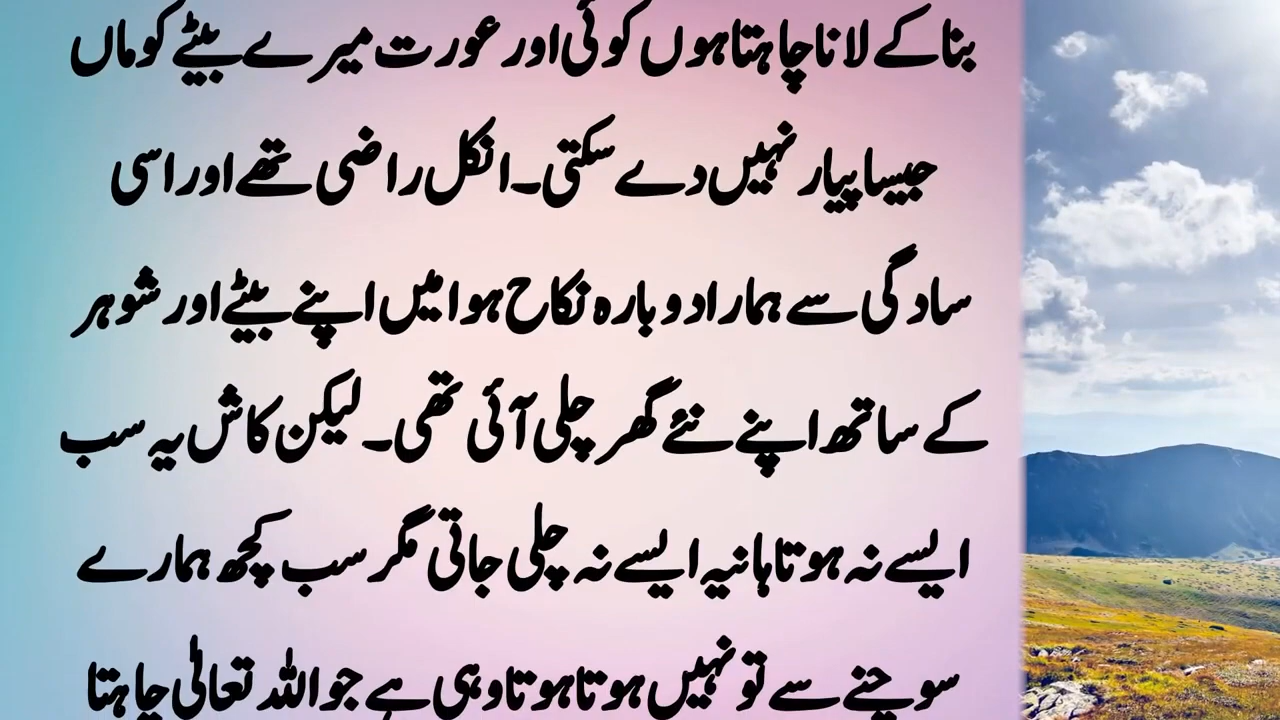 بنا کے لانا چاہتا ہوں کوئی اور عورت میرے بیٹے کو ماں
جیسا پیار نہیں دے سکتی۔ انکل راضی تھے اور اسی
سادگی سے ہمارا دوبارہ نکاح ہوا میں اپنے بیٹے اور شوہر
کے ساتھ اپنے نئے گھر چلی آئی تھی۔ لیکن کاش یہ سب
ایسے نہ ہوتا ہانیہ ایسے نہ چلی جاتی مگر سب کچھ ہمارے
سوچنے سے تو نہیں ہوتا ہوتا وہی ہے جو اللہ تعالیٰ چاہتا